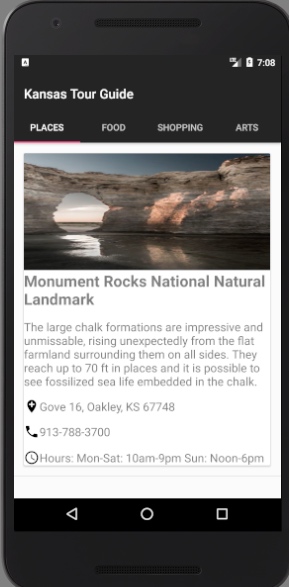 7:08
Kansas Tour Guide
PLACES FOOD SHOPPING ARTS
Monument Rocks National Natural
Landmark
The large chalk formations are impressive and
unmissable, rising unexpectedly from the flat
farmland surrounding them on all sides. They
reach up to 70 ft in places and it is possible to
see fossilized sea life embedded in the chalk.
Gove 16, Oakley, KS 67748
913-788-3700
Hours: Mon-Sat: 10am-9pm Sun: Noon-6pm